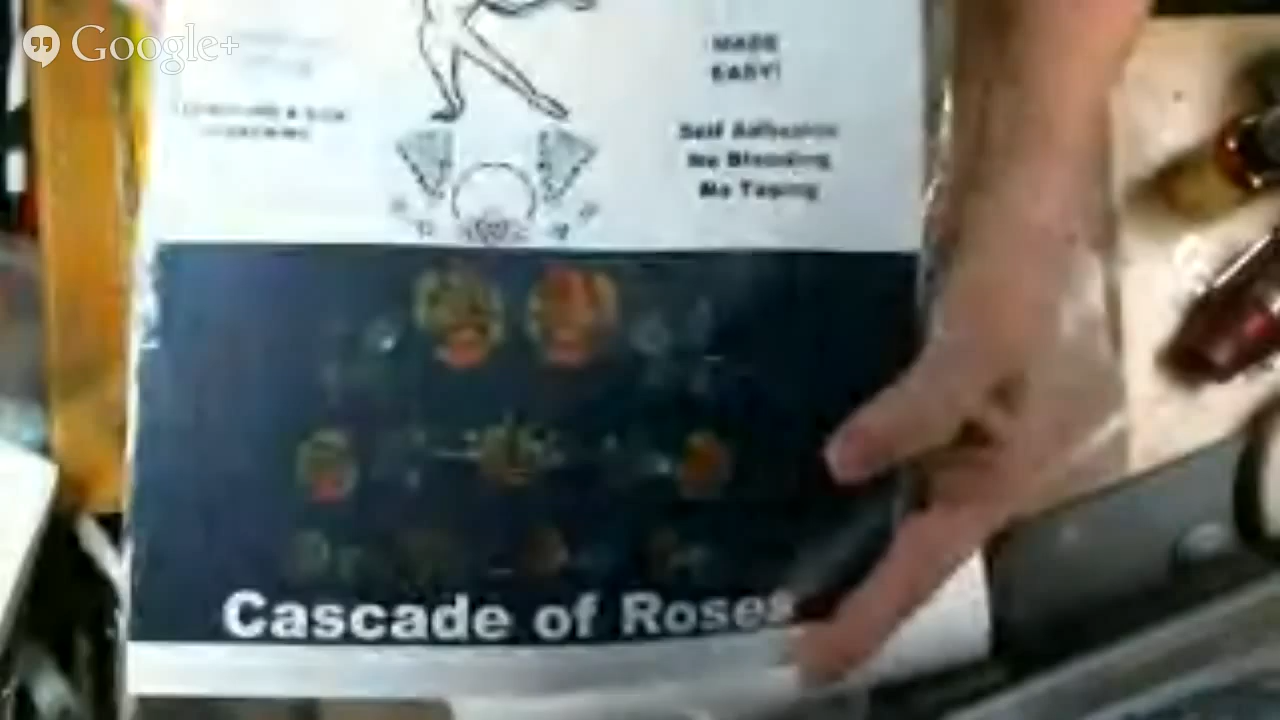 Google+
MADE
EASY!
Self Adhesive
No Bleeding
No Taping
Cascade of Roses